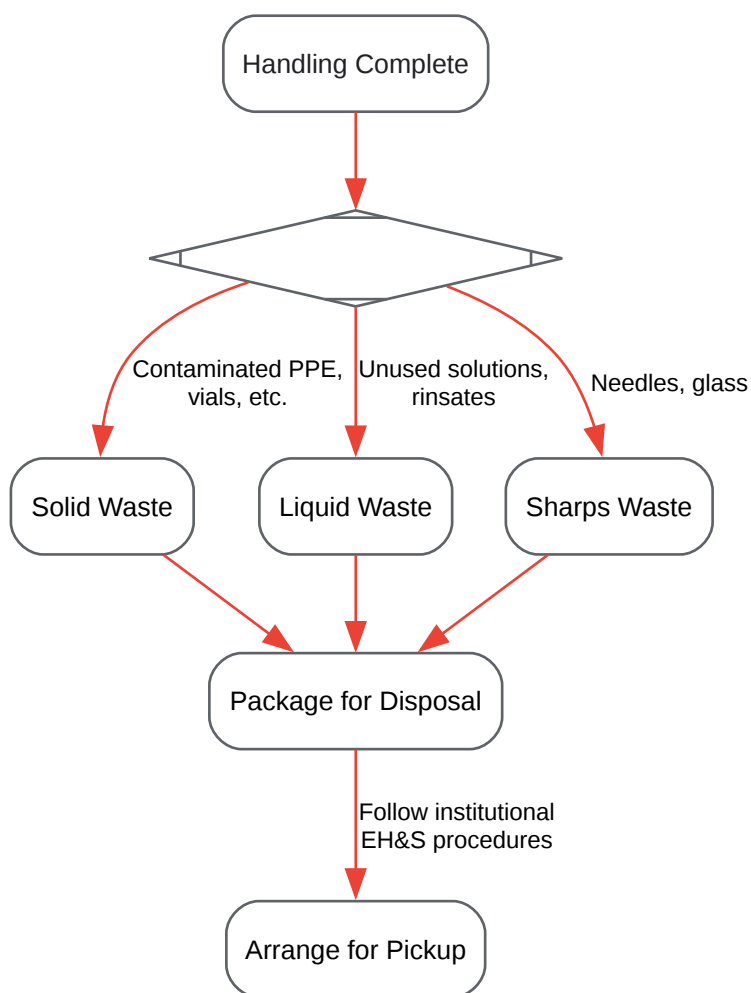 Handling Complete
Contaminated PPE,
vials, etc.
Unused solutions,
rinsates
Needles, glass
Solid Waste
Liquid Waste
Sharps Waste
Package for Disposal
Follow institutional
EH&S procedures
Arrange for Pickup